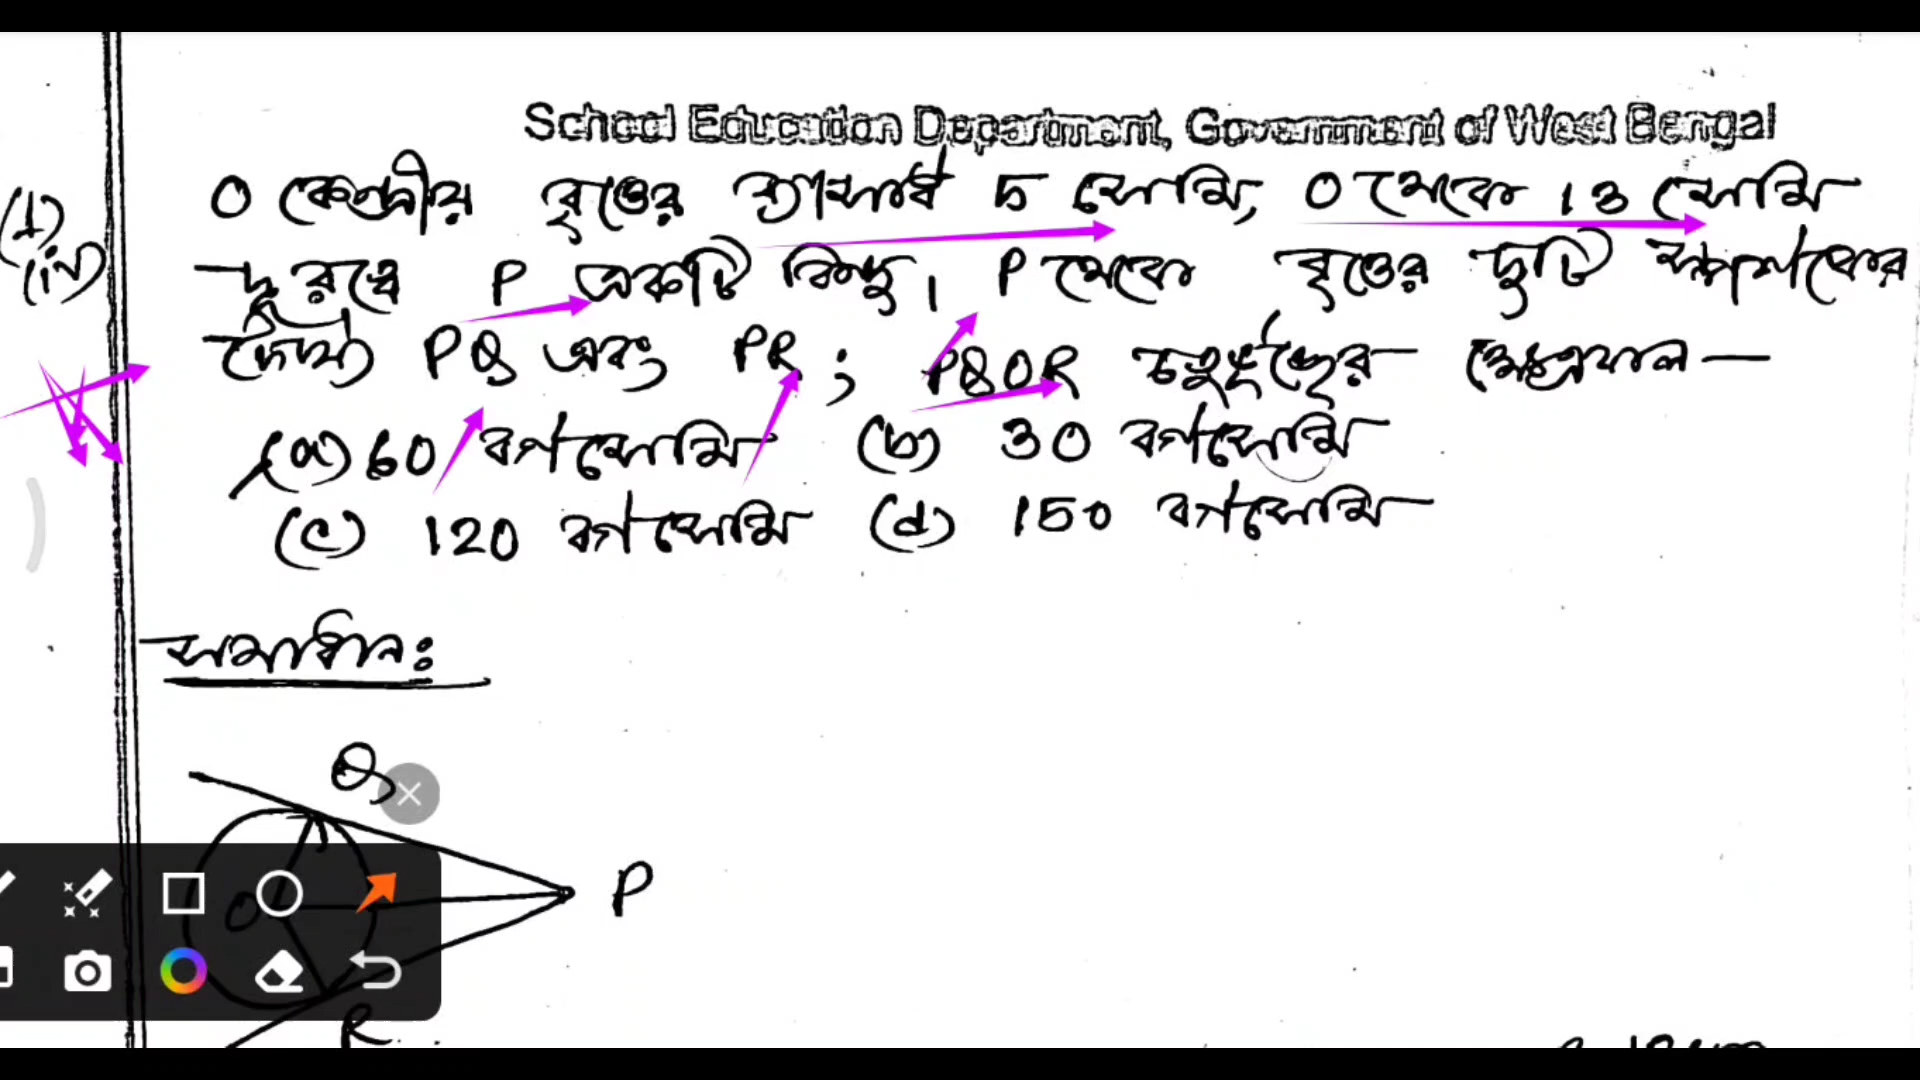 School Education Department, Government of West Bengal
(1)
(iv)
O কেন্দ্রীয় বৃত্তের ব্যাসার্ধ 5 সেমি, O থেকে 13 সেমি
দূরত্বে P একটি বিন্দু। P থেকে বৃত্তের দুটি স্পর্শকের
দৈর্ঘ্য PQ এবং PR ; PQOR চতুর্ভুজের ক্ষেত্রফল —
(a) 60 বর্গসেমি (b) 30 বর্গসেমি
(c) 120 বর্গসেমি (d) 150 বর্গসেমি
সমাধান:
Q
O
P
R